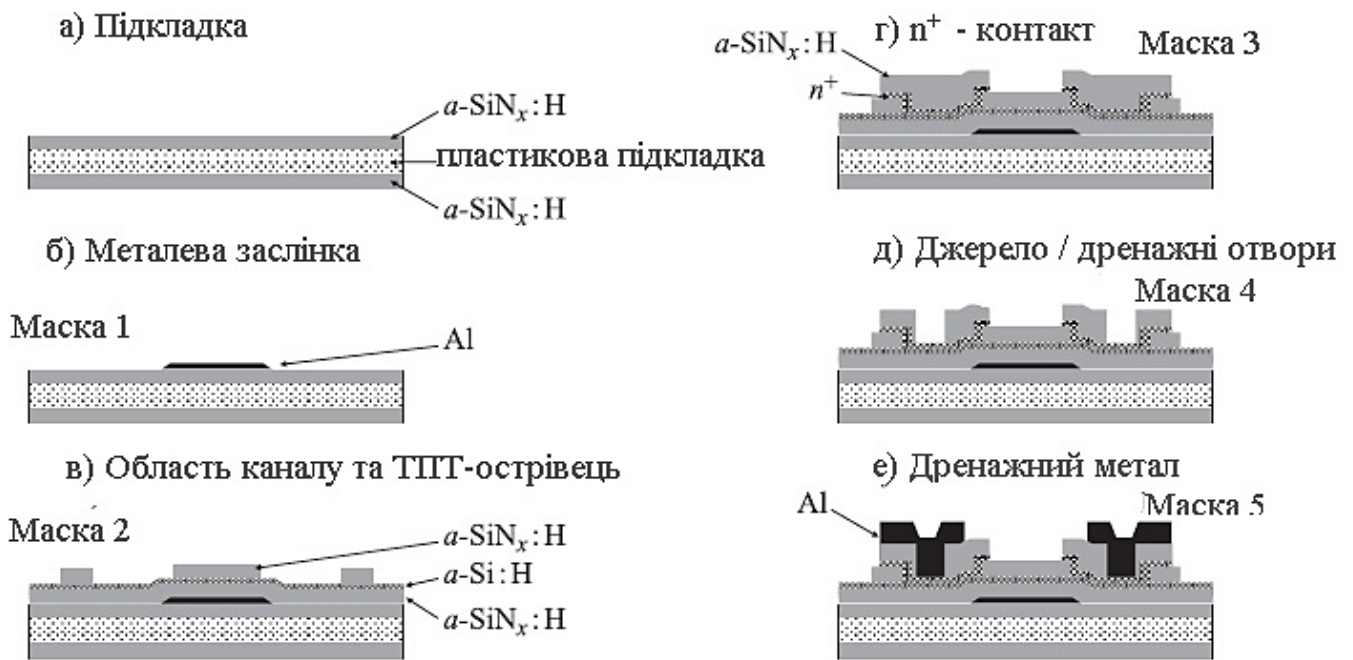 а) Підкладка
a-SiNx:H
пластикова підкладка
a-SiNx:H
б) Металева заслінка
Маска 1
Al
в) Область каналу та ТПТ-острівець
Маска 2
a-SiNx:H
a-Si:H
a-SiNx:H
г) n+ - контакт
Маска 3
a-SiNx:H
n+
д) Джерело / дренажні отвори
Маска 4
е) Дренажний метал
Маска 5
Al